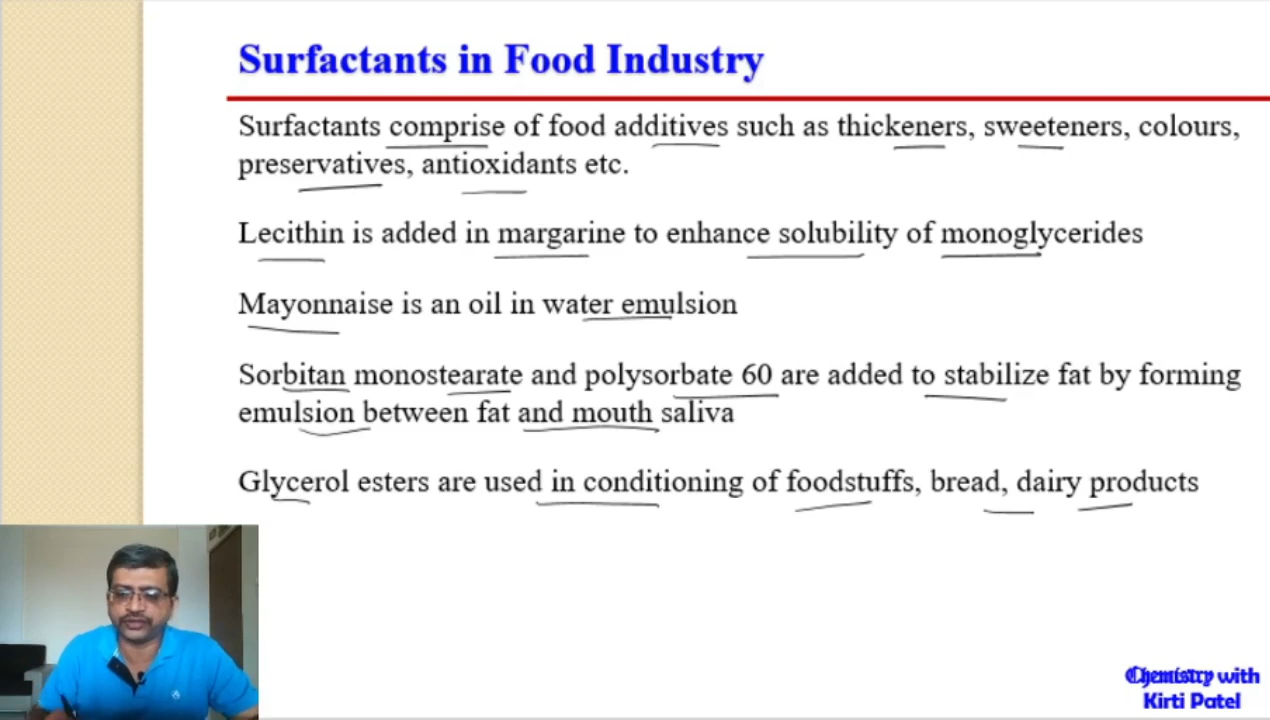 Surfactants in Food Industry
Surfactants comprise of food additives such as thickeners, sweeteners, colours,
preservatives, antioxidants etc.
Lecithin is added in margarine to enhance solubility of monoglycerides
Mayonnaise is an oil in water emulsion
Sorbitan monostearate and polysorbate 60 are added to stabilize fat by forming
emulsion between fat and mouth saliva
Glycerol esters are used in conditioning of foodstuffs, bread, dairy products
Chemistry with
Kirti Patel